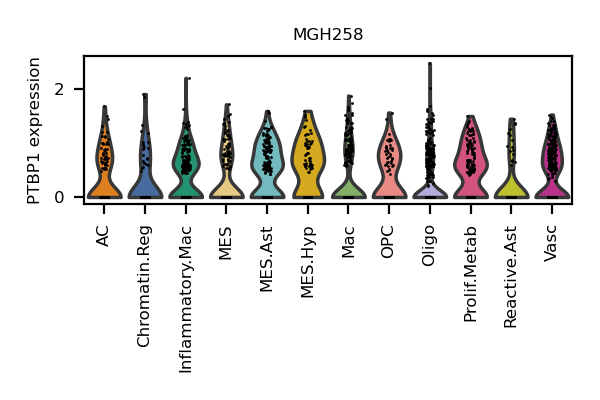 MGH258
PTBP1 expression
2
0
AC
Chromatin.Reg
Inflammatory.Mac
MES
MES.Ast
MES.Hyp
Mac
OPC
Oligo
Prolif.Metab
Reactive.Ast
Vasc